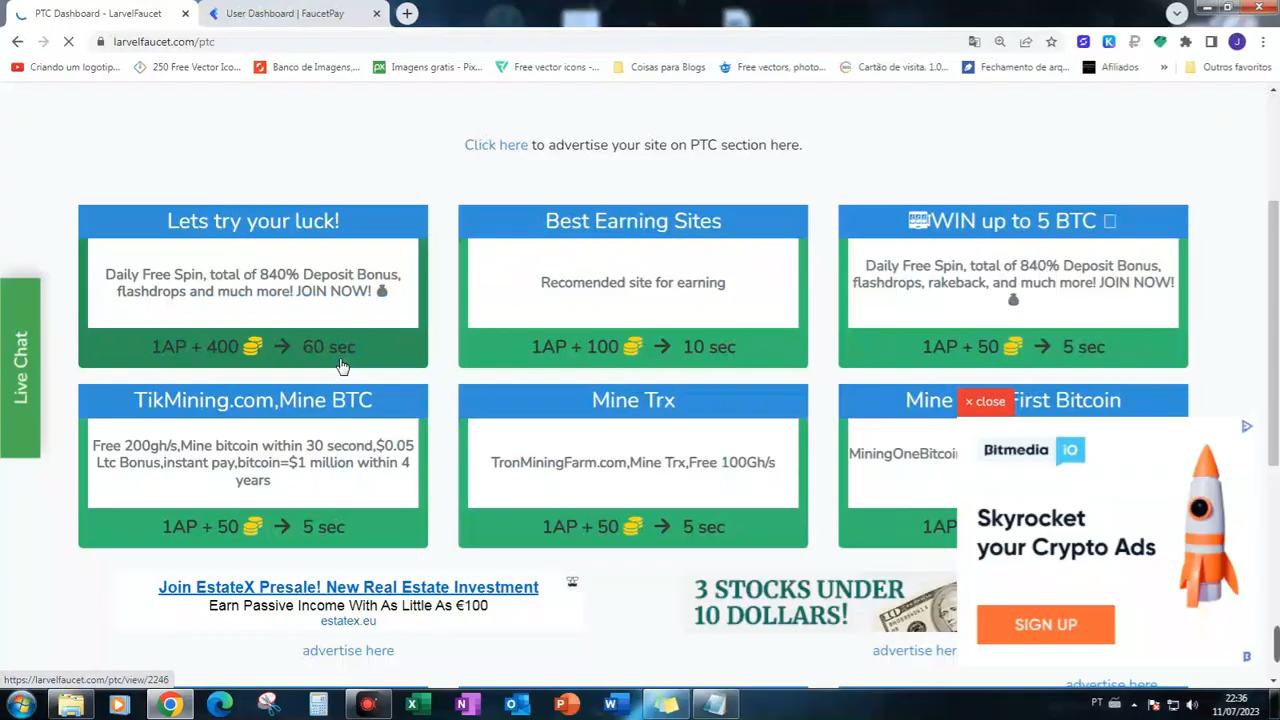 PTC Dashboard - LarvelFaucet
User Dashboard | FaucetPay
larvelfaucet.com/ptc
Criando um logotip...
250 Free Vector Ico...
Banco de Imagens,...
Imagens gratis - Pix...
Free vector icons -...
Coisas para Blogs
Free vectors, photo...
Cartão de visita. 1.0...
Fechamento de arq...
Afiliados
»
Outros favoritos
Click here to advertise your site on PTC section here.
Lets try your luck!
Daily Free Spin, total of 840% Deposit Bonus,
flashdrops and much more! JOIN NOW! 💰
1AP + 400 → 60 sec
Best Earning Sites
Recomended site for earning
1AP + 100 → 10 sec
🎰WIN up to 5 BTC
Daily Free Spin, total of 840% Deposit Bonus,
flashdrops, rakeback, and much more! JOIN NOW!
💰
1AP + 50 → 5 sec
Live Chat
TikMining.com,Mine BTC
Free 200gh/s,Mine bitcoin within 30 second,$0.05
Ltc Bonus,instant pay,bitcoin=$1 million within 4
years
1AP + 50 → 5 sec
Mine Trx
TronMiningFarm.com,Mine Trx,Free 100Gh/s
1AP + 50 → 5 sec
Mine First Bitcoin
MiningOneBitcoi
1AP
× close
Bitmedia IO
Skyrocket
your Crypto Ads
SIGN UP
Join EstateX Presale! New Real Estate Investment
Earn Passive Income With As Little As €100
estatex.eu
advertise here
3 STOCKS UNDER
10 DOLLARS!
advertise her
advertise here
https://larvelfaucet.com/ptc/view/2246
PT
22:36
11/07/2023